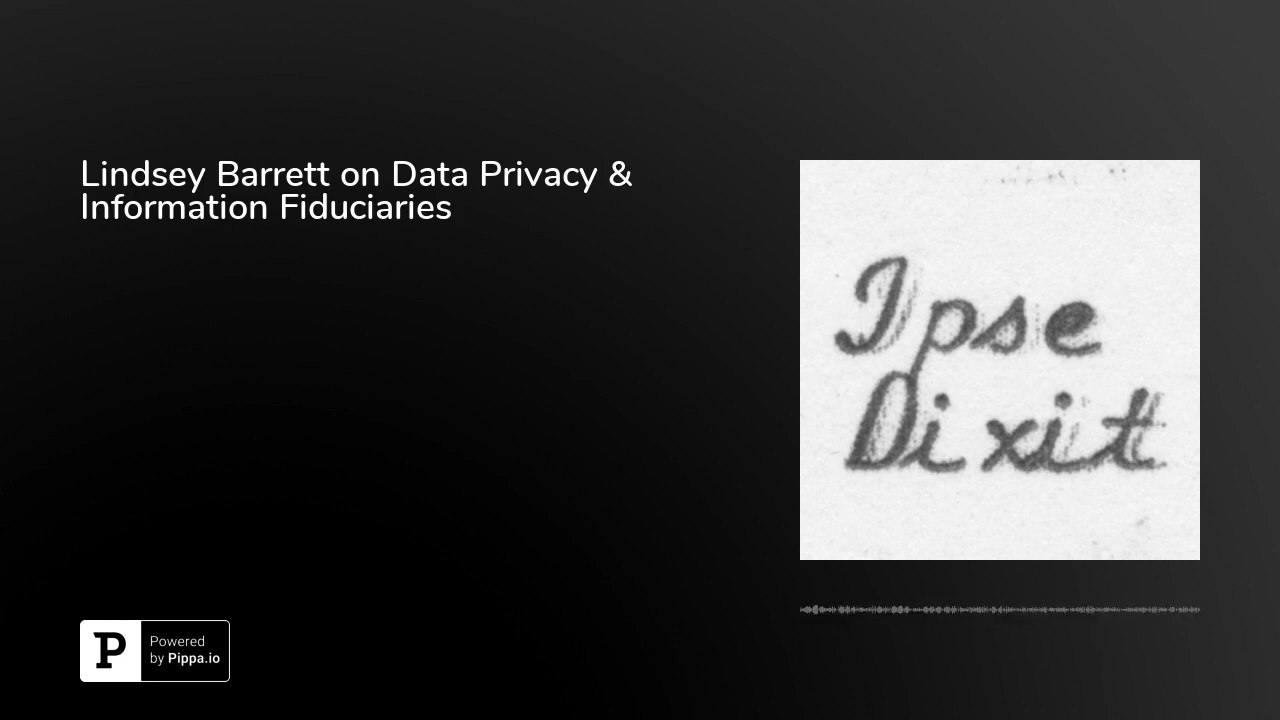 Lindsey Barrett on Data Privacy &
Information Fiduciaries
Ipse
Dixit
P
Powered
by Pippa.io